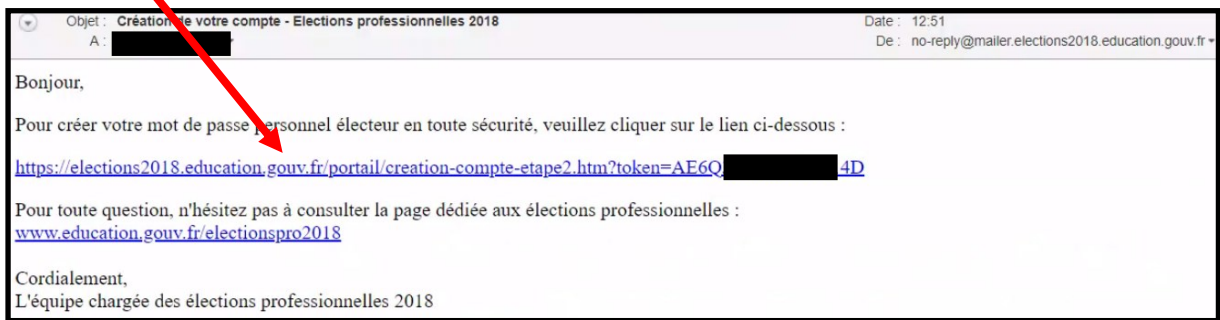 Objet : Création de votre compte - Elections professionnelles 2018 Date : 12:51
A : De : no-reply@mailer.elections2018.education.gouv.fr
Bonjour,
Pour créer votre mot de passe personnel électeur en toute sécurité, veuillez cliquer sur le lien ci-dessous :
https://elections2018.education.gouv.fr/portail/creation-compte-etape2.htm?token=AE6Q 4D
Pour toute question, n'hésitez pas à consulter la page dédiée aux élections professionnelles :
www.education.gouv.fr/electionspro2018
Cordialement,
L'équipe chargée des élections professionnelles 2018